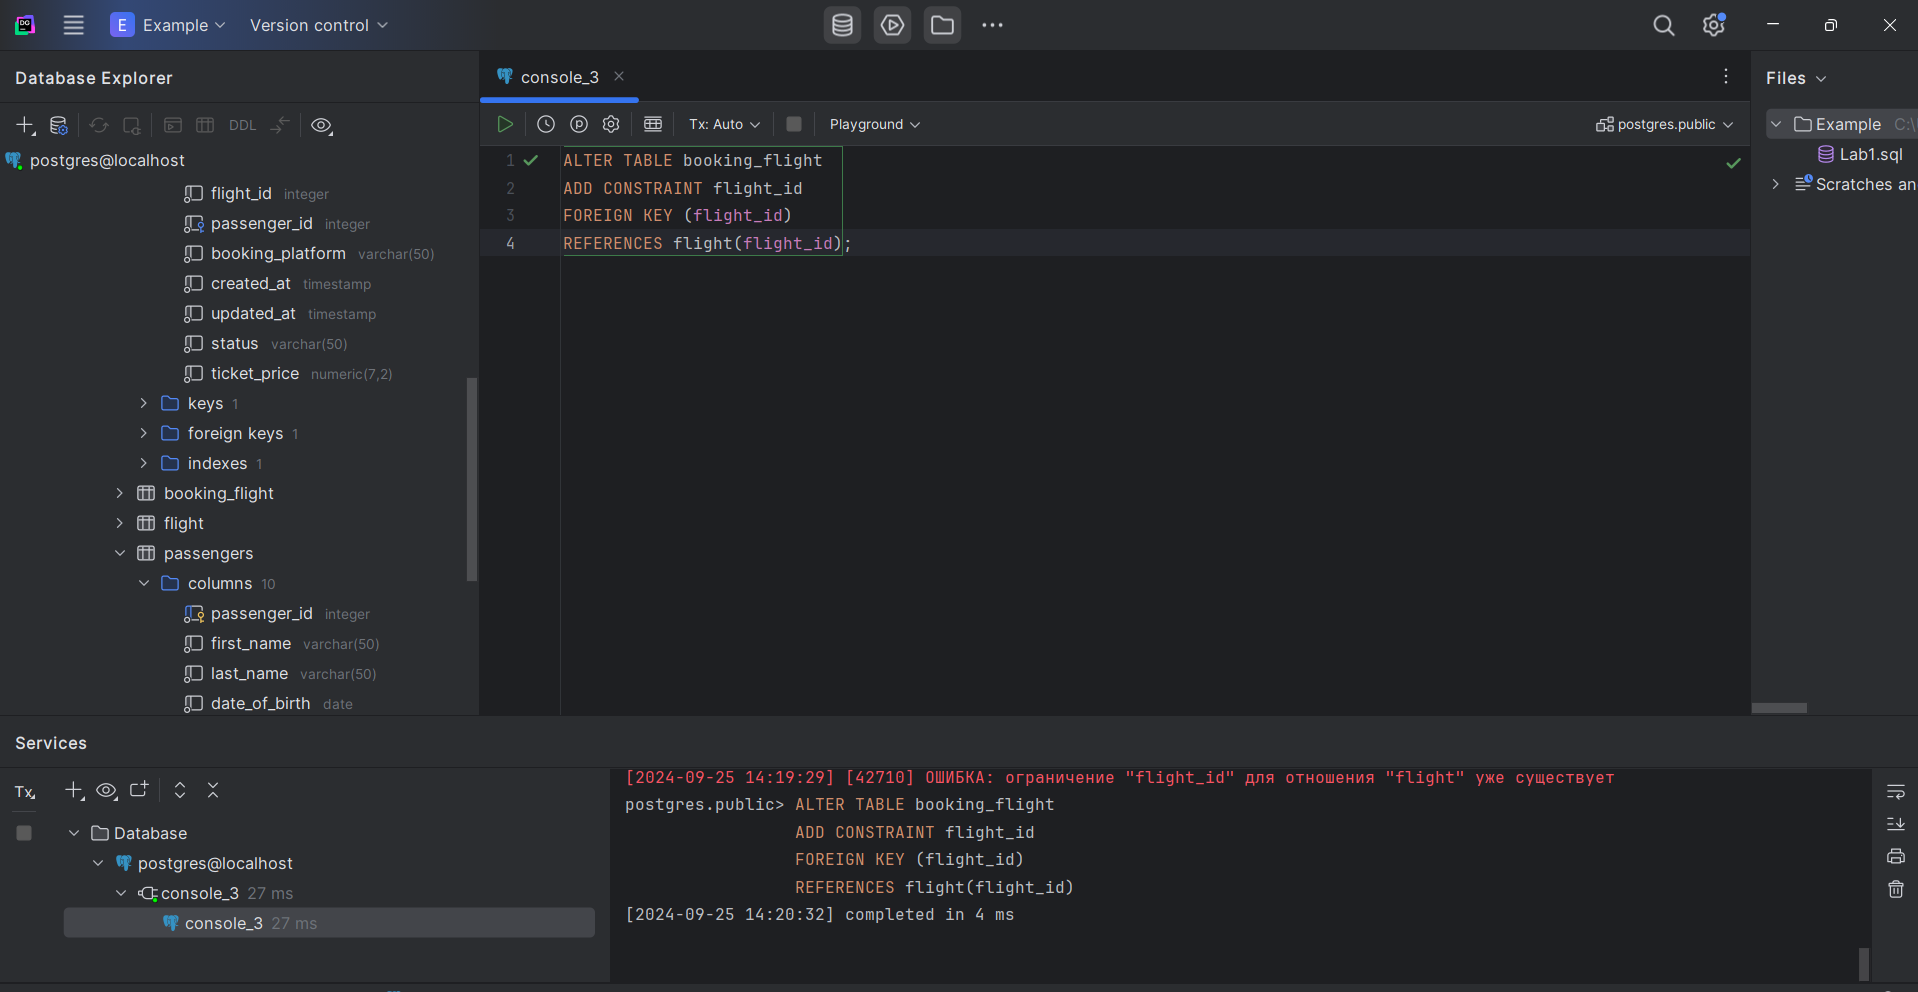 E Example Version control
Database Explorer
console_3
Files
DDL
Tx: Auto
Playground
postgres.public
Example C:\
Lab1.sql
Scratches an
postgres@localhost
flight_id integer
passenger_id integer
booking_platform varchar(50)
created_at timestamp
updated_at timestamp
status varchar(50)
ticket_price numeric(7,2)
keys 1
foreign keys 1
indexes 1
booking_flight
flight
passengers
columns 10
passenger_id integer
first_name varchar(50)
last_name varchar(50)
date_of_birth date
1 ALTER TABLE booking_flight
2 ADD CONSTRAINT flight_id
3 FOREIGN KEY (flight_id)
4 REFERENCES flight(flight_id);
Services
Tx
Database
postgres@localhost
console_3 27 ms
console_3 27 ms
[2024-09-25 14:19:29] [42710] ОШИБКА: ограничение "flight_id" для отношения "flight" уже существует
postgres.public> ALTER TABLE booking_flight
ADD CONSTRAINT flight_id
FOREIGN KEY (flight_id)
REFERENCES flight(flight_id)
[2024-09-25 14:20:32] completed in 4 ms